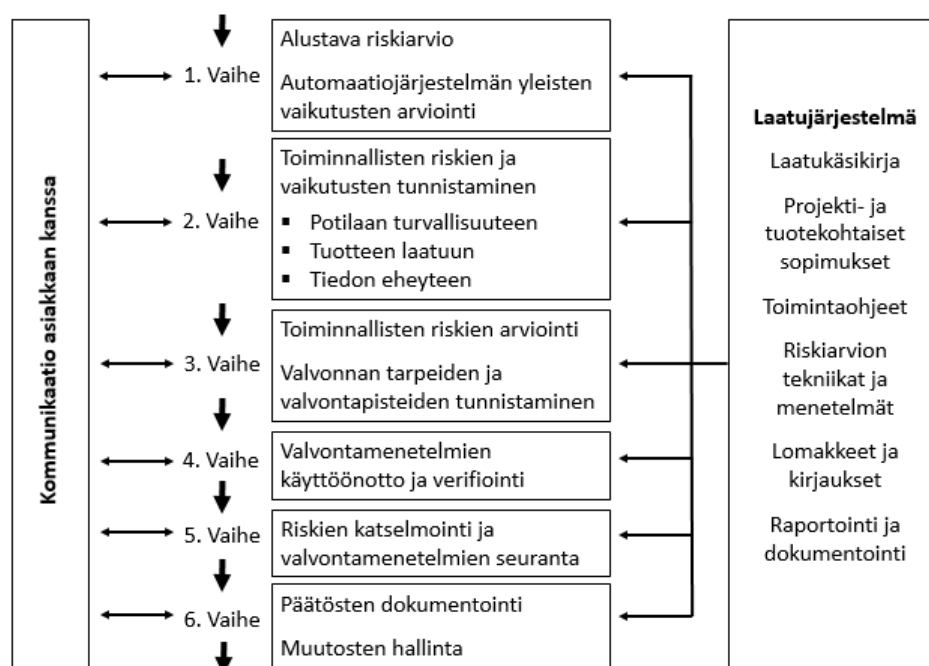 Kommunikaatio asiakkaan kanssa
1. Vaihe
Alustava riskiarvio
Automaatiojärjestelmän yleisten
vaikutusten arviointi
2. Vaihe
Toiminnallisten riskien ja
vaikutusten tunnistaminen
▪ Potilaan turvallisuuteen
▪ Tuotteen laatuun
▪ Tiedon eheyteen
3. Vaihe
Toiminnallisten riskien arviointi
Valvonnan tarpeiden ja
valvontapisteiden tunnistaminen
4. Vaihe
Valvontamenetelmien
käyttöönotto ja verifiointi
5. Vaihe
Riskien katselmointi ja
valvontamenetelmien seuranta
6. Vaihe
Päätösten dokumentointi
Muutosten hallinta
Laatujärjestelmä
Laatukäsikirja
Projekti- ja
tuotekohtaiset
sopimukset
Toimintaohjeet
Riskiarvion
tekniikat ja
menetelmät
Lomakkeet ja
kirjaukset
Raportointi ja
dokumentointi